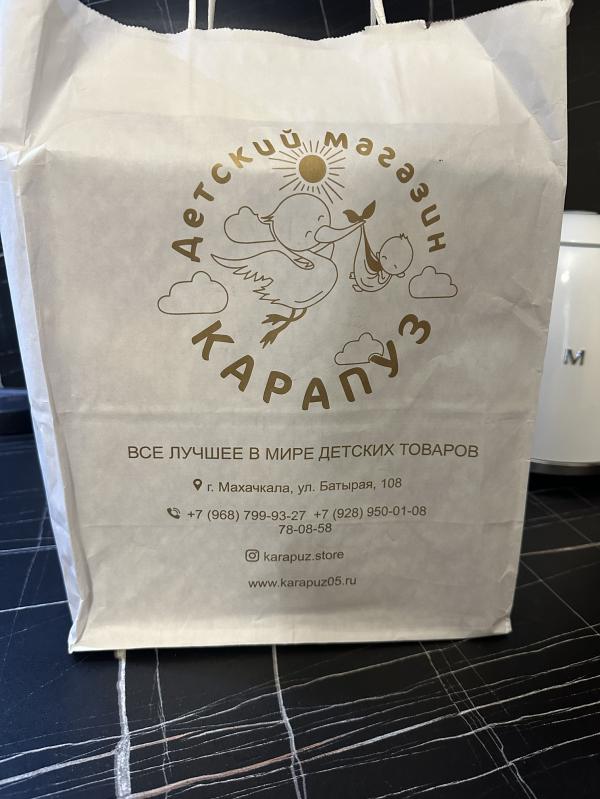 Детский магазин
КАРАПУЗ
ВСЕ ЛУЧШЕЕ В МИРЕ ДЕТСКИХ ТОВАРОВ
г. Махачкала, ул. Батырая, 108
+7 (968) 799-93-27 +7 (928) 950-01-08
78-08-58
karapuz.store
www.karapuz05.ru
M